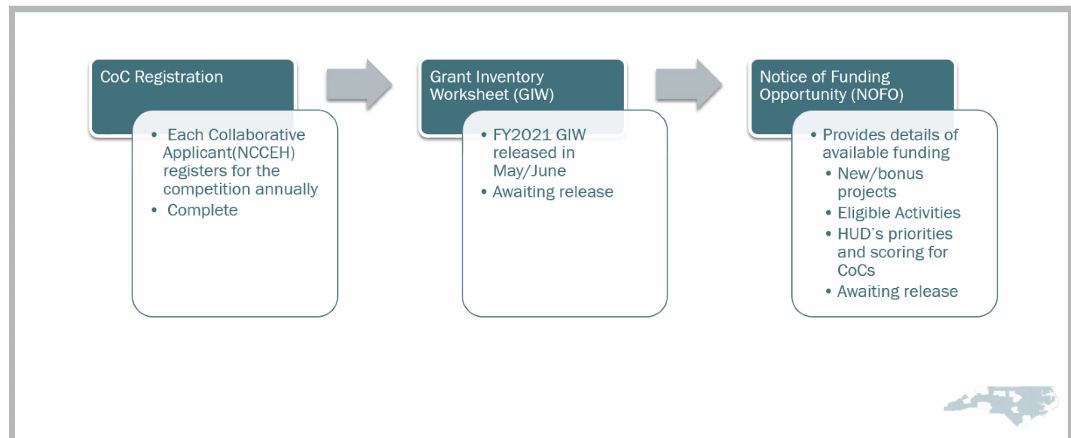 CoC Registration
• Each Collaborative
Applicant(NCCEH)
registers for the
competition annually
• Complete
Grant Inventory
Worksheet (GIW)
• FY2021 GIW
released in
May/June
• Awaiting release
Notice of Funding
Opportunity (NOFO)
• Provides details of
available funding
• New/bonus
projects
• Eligible Activities
• HUD's priorities
and scoring for
CoCs
• Awaiting release